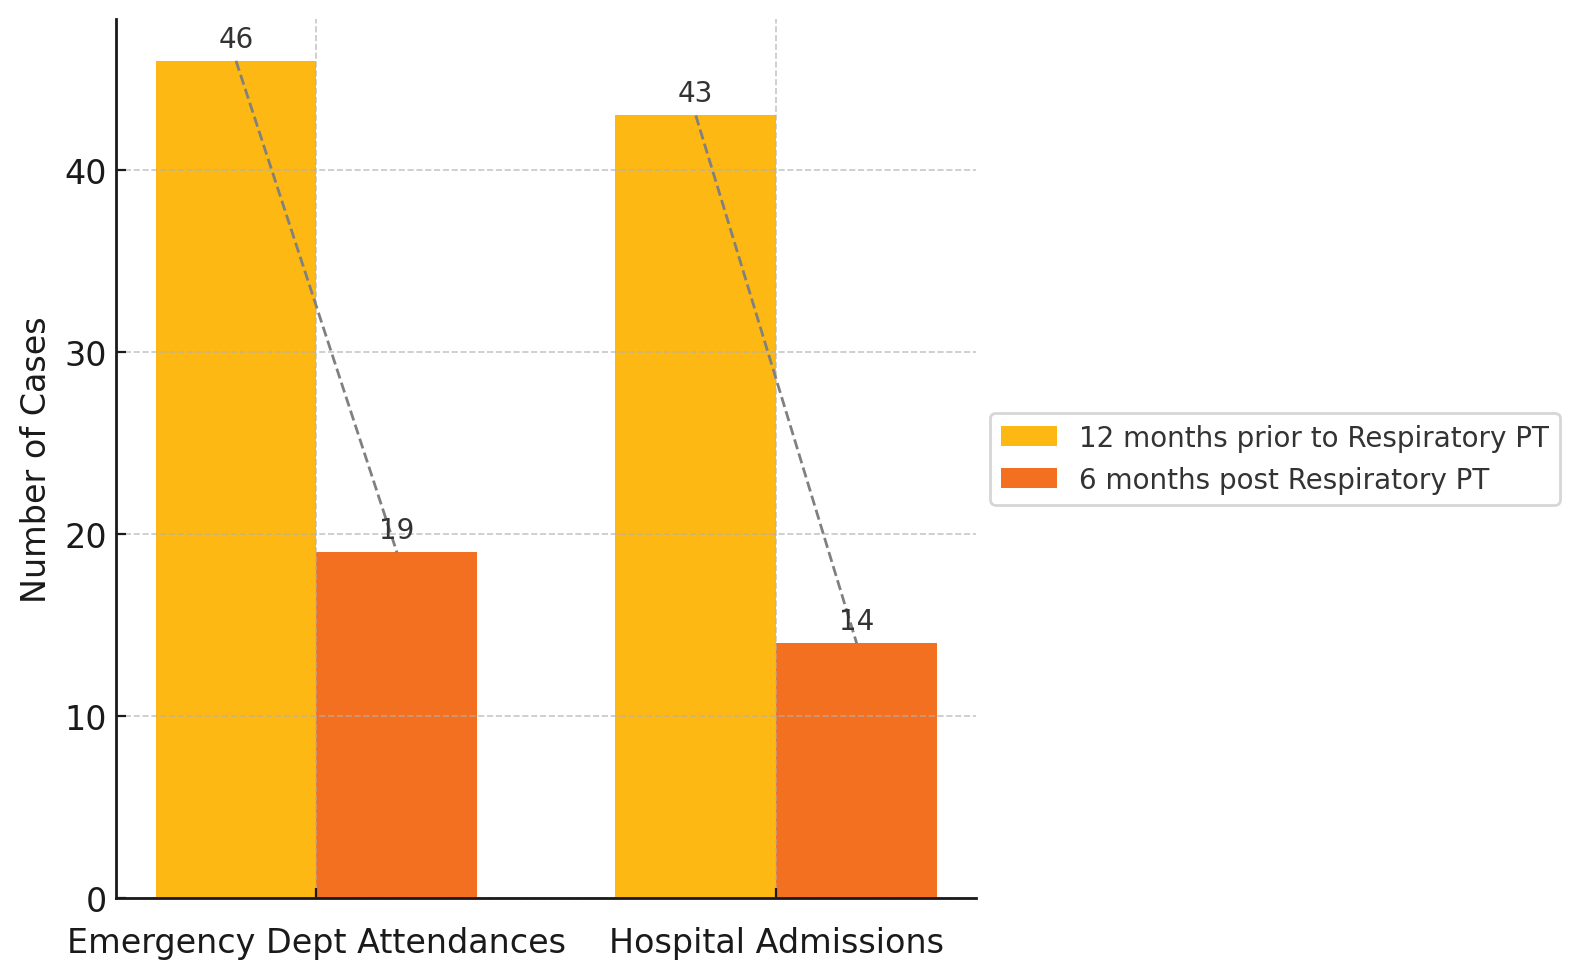 46
43
19
14
40
30
20
10
0
Number of Cases
Emergency Dept Attendances
Hospital Admissions
12 months prior to Respiratory PT
6 months post Respiratory PT